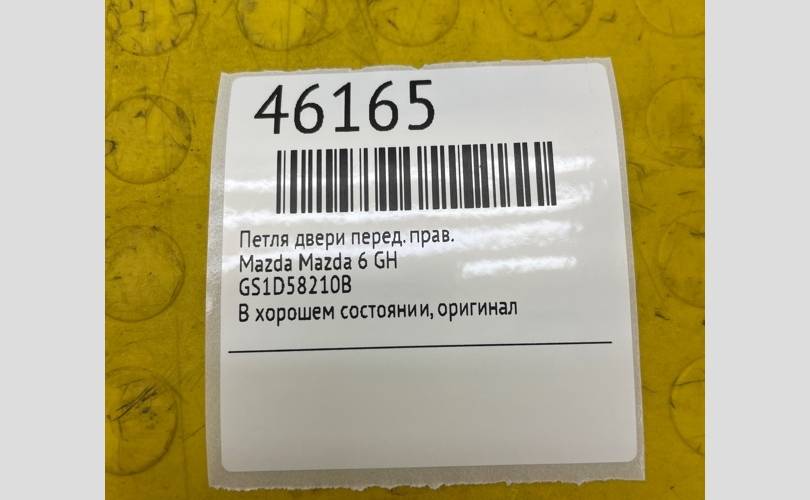 46165
Петля двери перед. прав.
Mazda Mazda 6 GH
GS1D58210B
В хорошем состоянии, оригинал